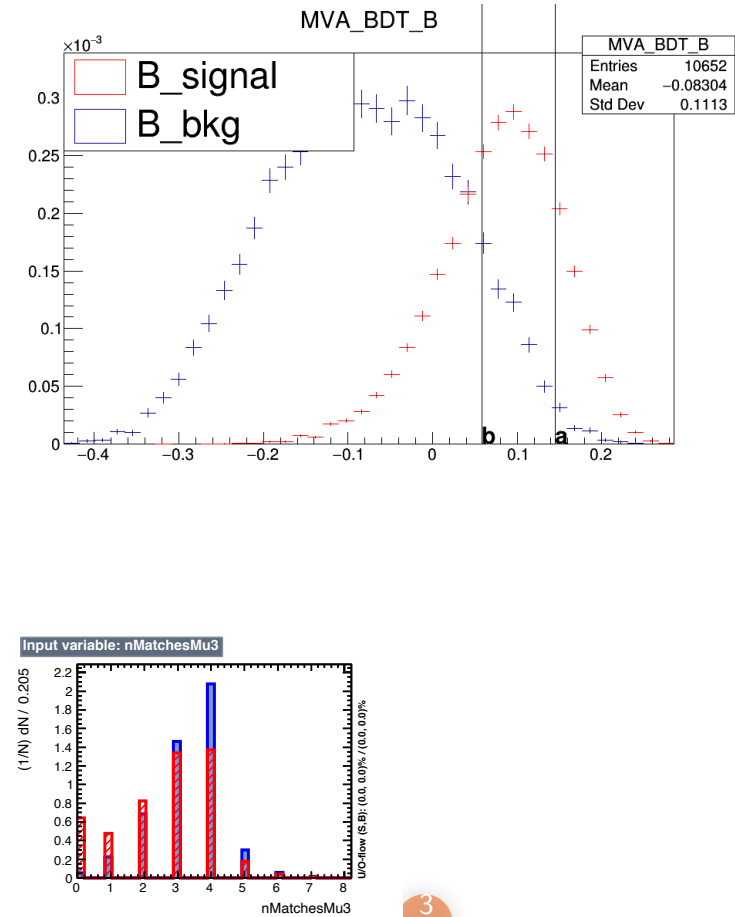 MVA_BDT_B
×10⁻³
B_signal
B_bkg
MVA_BDT_B
Entries 10652
Mean −0.08304
Std Dev 0.1113
0.3
0.25
0.2
0.15
0.1
0.05
0
b
a
−0.4 −0.3 −0.2 −0.1 0 0.1 0.2
Input variable: nMatchesMu3
(1/N) dN / 0.205
2.2
2
1.8
1.6
1.4
1.2
1
0.8
0.6
0.4
0.2
0
0 1 2 3 4 5 6 7 8
nMatchesMu3
U/O-flow (S,B): (0.0, 0.0)% / (0.0, 0.0)%
3